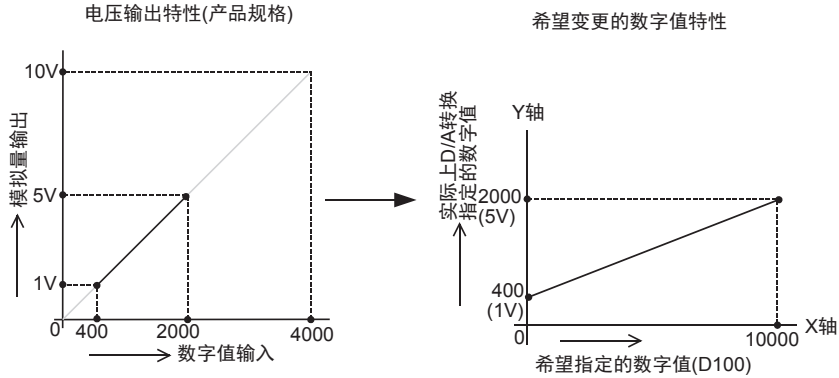 电压输出特性(产品规格)
10V
5V
1V
模拟量输出
0
400
2000
4000
数字值输入
希望变更的数字值特性
实际上D/A转换
指定的数字值
Y轴
2000
(5V)
400
(1V)
0
10000
X轴
希望指定的数字值(D100)